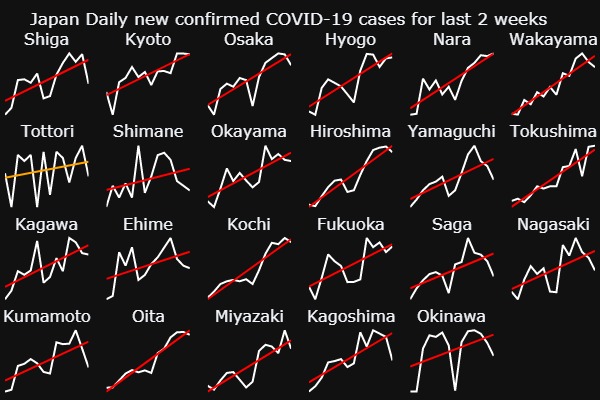 Japan Daily new confirmed COVID-19 cases for last 2 weeks
Shiga Kyoto Osaka Hyogo Nara Wakayama
Tottori Shimane Okayama Hiroshima Yamaguchi Tokushima
Kagawa Ehime Kochi Fukuoka Saga Nagasaki
Kumamoto Oita Miyazaki Kagoshima Okinawa